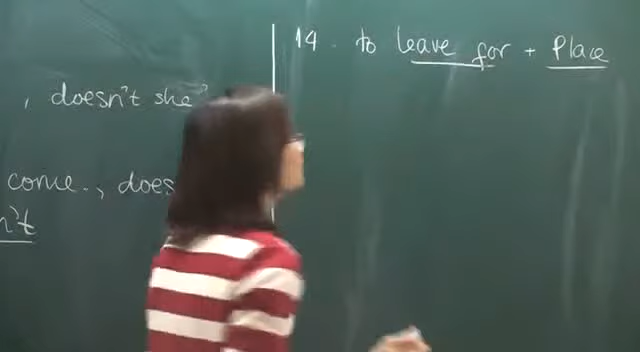 , doesn't she?
come., does
n't
14. to leave for + Place